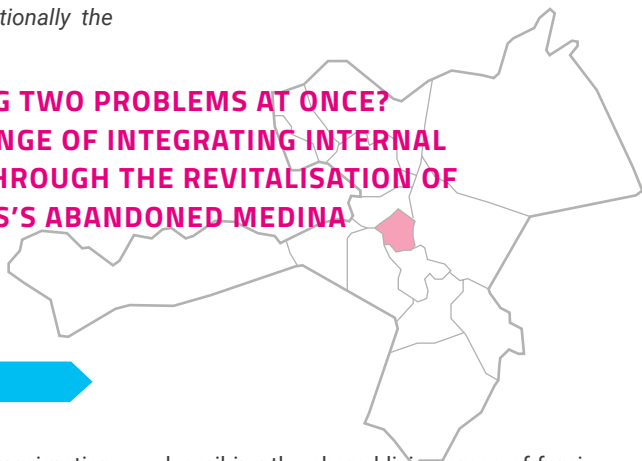 tionally the
G TWO PROBLEMS AT ONCE?
NGE OF INTEGRATING INTERNAL
HROUGH THE REVITALISATION OF
S'S ABANDONED MEDINA